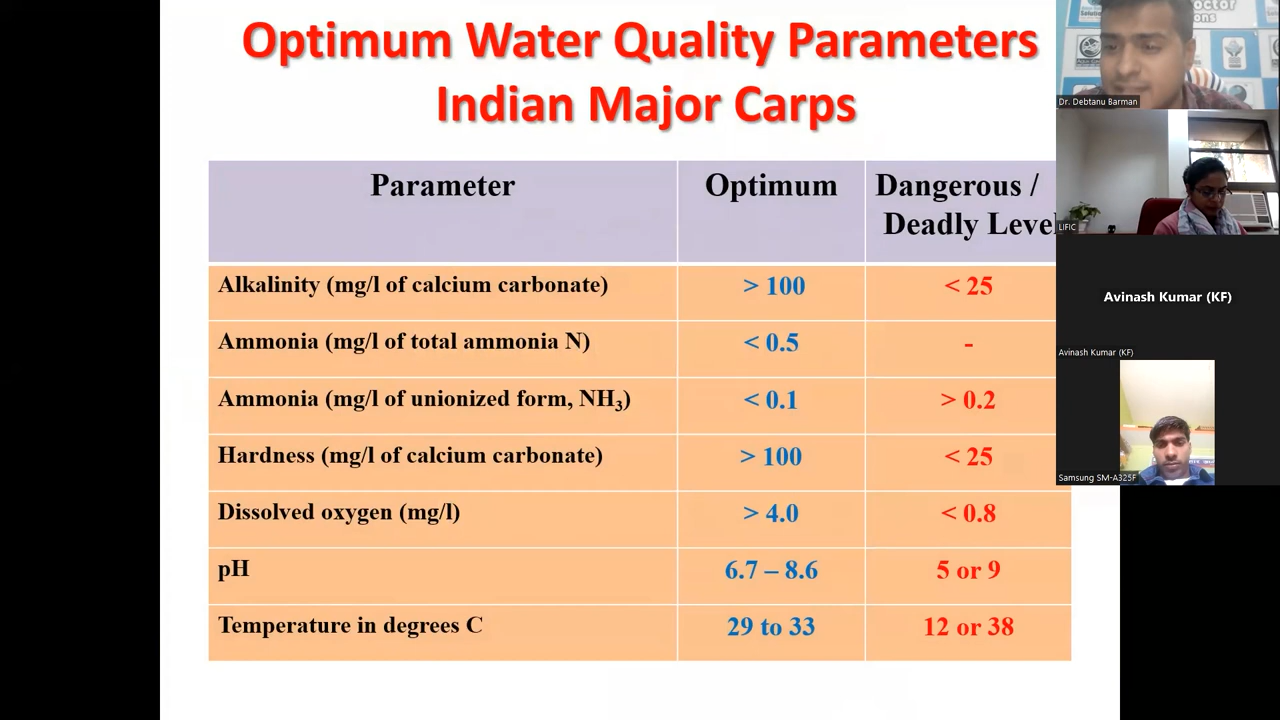 Optimum Water Quality Parameters
Indian Major Carps
Parameter Optimum Dangerous /
Deadly Level
Alkalinity (mg/l of calcium carbonate) > 100 < 25
Ammonia (mg/l of total ammonia N) < 0.5 -
Ammonia (mg/l of unionized form, NH₃) < 0.1 > 0.2
Hardness (mg/l of calcium carbonate) > 100 < 25
Dissolved oxygen (mg/l) > 4.0 < 0.8
pH 6.7 – 8.6 5 or 9
Temperature in degrees C 29 to 33 12 or 38
Dr. Debtanu Barman
LIFIC
Avinash Kumar (KF)
Avinash Kumar (KF)
Samsung SM-A325F